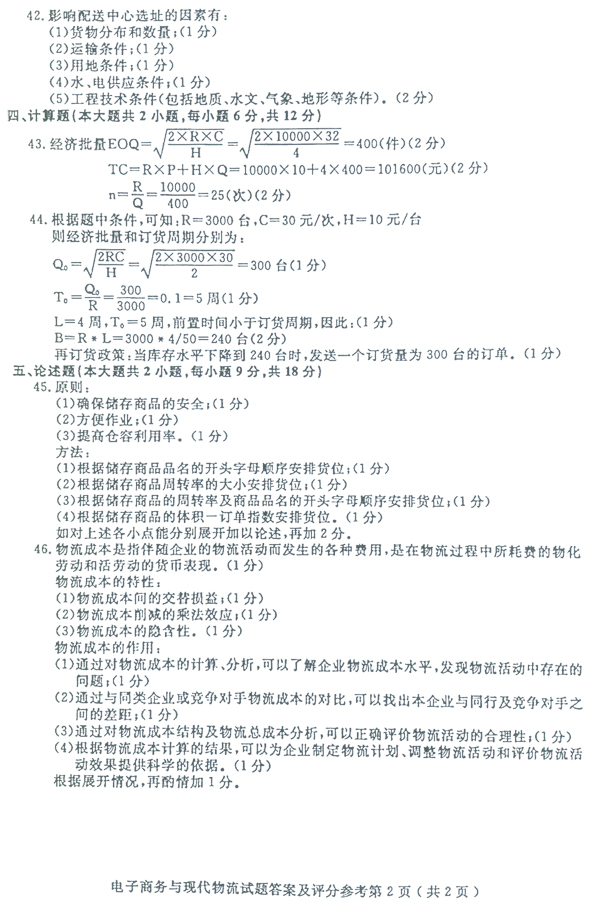 42.影响配送中心选址的因素有:
(1)货物分布和数量;(1分)
(2)运输条件;(1分)
(3)用地条件;(1分)
(4)水、电供应条件;(1分)
(5)工程技术条件(包括地质、水文、气象、地形等条件)。(2分)
四、计算题(本大题共2小题,每小题6分,共12分)
43.经济批量EOQ=√(2×R×C/H)=√(2×10000×32/4)=400(件)(2分)
TC=R×P+H×Q=10000×10+4×400=101600(元)(2分)
n=R/Q=10000/400=25(次)(2分)
44.根据题中条件,可知:R=3000台,C=30元/次,H=10元/台
则经济批量和订货周期分别为:
Q₀=√(2RC/H)=√(2×3000×30/2)=300台(1分)
T₀=Q₀/R=300/3000=0.1=5周(1分)
L=4周,T₀=5周,前置时间小于订货周期,因此:(1分)
B=R*L=3000*4/50=240台(2分)
再订货政策:当库存水平下降到240台时,发送一个订货量为300台的订单。(1分)
五、论述题(本大题共2小题,每小题9分,共18分)
45.原则:
(1)确保储存商品的安全;(1分)
(2)方便作业;(1分)
(3)提高仓容利用率。(1分)
方法:
(1)根据储存商品品名的开头字母顺序安排货位;(1分)
(2)根据储存商品周转率的大小安排货位;(1分)
(3)根据储存商品的周转率及商品品名的开头字母顺序安排货位;(1分)
(4)根据储存商品的体积—订单指数安排货位。(1分)
如对上述各小点能分别展开加以论述,再加2分。
46.物流成本是指伴随企业的物流活动而发生的各种费用,是在物流过程中所耗费的物化
劳动和活劳动的货币表现。(1分)
物流成本的特性:
(1)物流成本间的交替损益;(1分)
(2)物流成本削减的乘法效应;(1分)
(3)物流成本的隐含性。(1分)
物流成本的作用:
(1)通过对物流成本的计算、分析,可以了解企业物流成本水平,发现物流活动中存在的
问题;(1分)
(2)通过与同类企业或竞争对手物流成本的对比,可以找出本企业与同行及竞争对手之
间的差距;(1分)
(3)通过对物流成本结构及物流总成本分析,可以正确评价物流活动的合理性;(1分)
(4)根据物流成本计算的结果,可以为企业制定物流计划、调整物流活动和评价物流活
动效果提供科学的依据。(1分)
根据展开情况,再酌情加1分。
电子商务与现代物流试题答案及评分参考第2页(共2页)